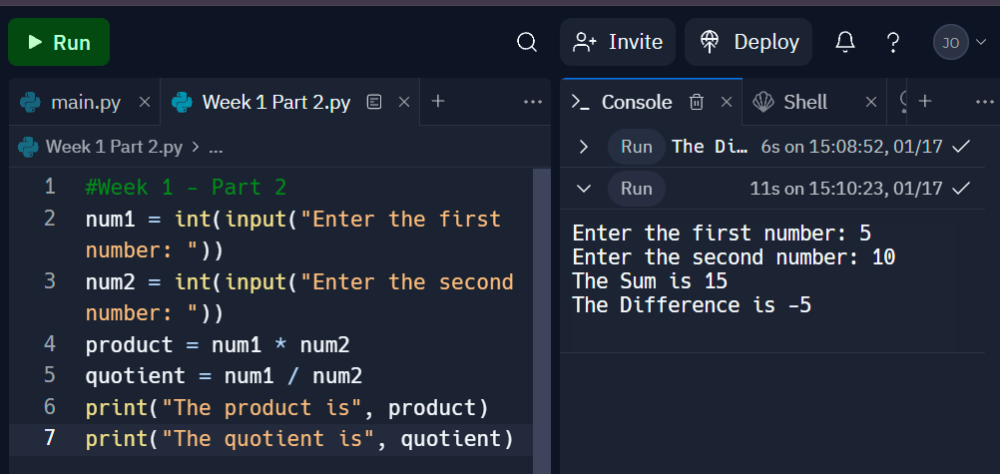 Run
Invite
Deploy
?
JO
main.py ×
Week 1 Part 2.py ×
+
...
Console ×
Shell ×
+
...
Week 1 Part 2.py > ...
1 #Week 1 - Part 2
2 num1 = int(input("Enter the first
number: "))
3 num2 = int(input("Enter the second
number: "))
4 product = num1 * num2
5 quotient = num1 / num2
6 print("The product is", product)
7 print("The quotient is", quotient)
Run The Di... 6s on 15:08:52, 01/17
Run 11s on 15:10:23, 01/17
Enter the first number: 5
Enter the second number: 10
The Sum is 15
The Difference is -5